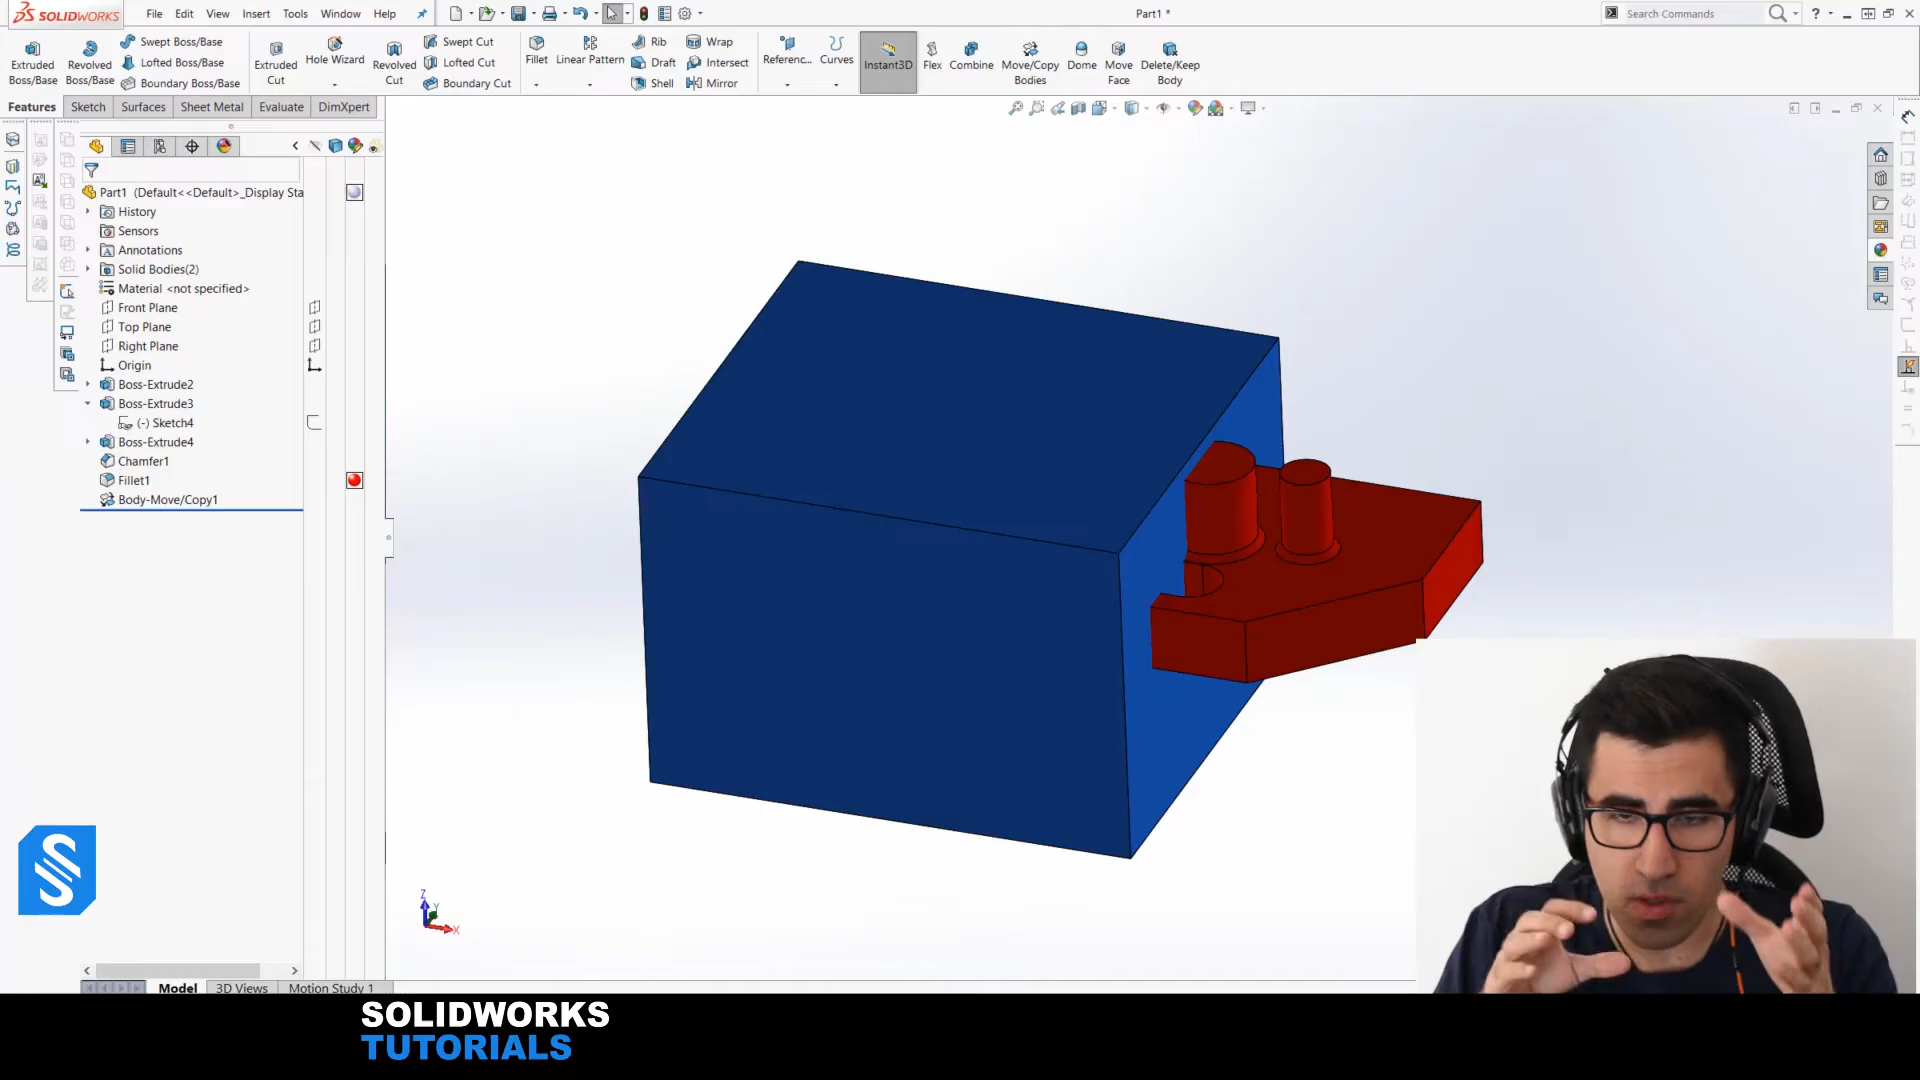 SOLIDWORKS
File Edit View Insert Tools Window Help
Part1 *
Search Commands
?
Extruded Boss/Base
Revolved Boss/Base
Swept Boss/Base
Lofted Boss/Base
Boundary Boss/Base
Extruded Cut
Hole Wizard
Revolved Cut
Swept Cut
Lofted Cut
Boundary Cut
Fillet
Linear Pattern
Rib
Draft
Shell
Wrap
Intersect
Mirror
Referenc...
Curves
Instant3D
Flex
Combine
Move/Copy Bodies
Dome
Move Face
Delete/Keep Body
Features Sketch Surfaces Sheet Metal Evaluate DimXpert
Part1 (Default<<Default>_Display Sta
History
Sensors
Annotations
Solid Bodies(2)
Material <not specified>
Front Plane
Top Plane
Right Plane
Origin
Boss-Extrude2
Boss-Extrude3
(-) Sketch4
Boss-Extrude4
Chamfer1
Fillet1
Body-Move/Copy1
Z
Y
X
Model 3D Views Motion Study 1
SOLIDWORKS
TUTORIALS